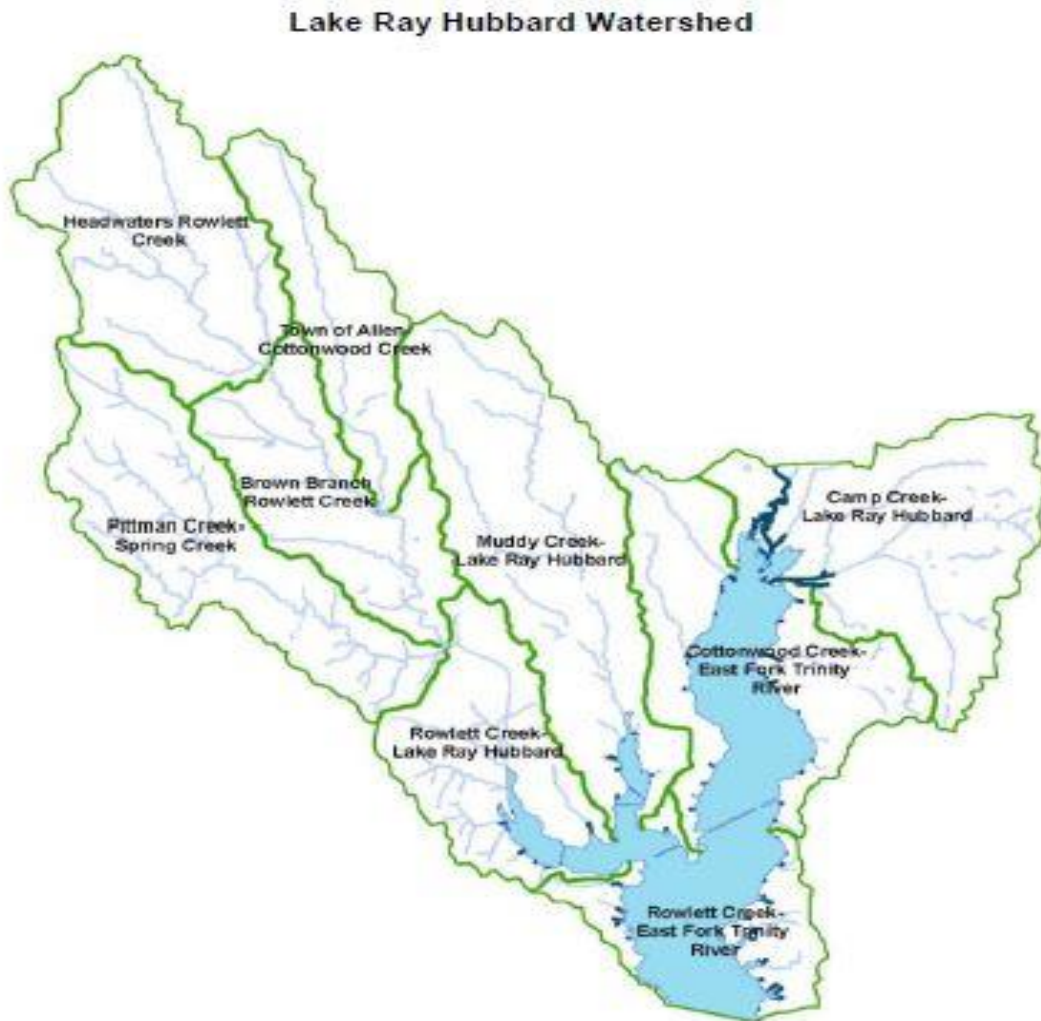 Lake Ray Hubbard Watershed
Headwaters Rowlett
Creek
Town of Allen-
Cottonwood Creek
Brown Branch-
Rowlett Creek
Pittman Creek-
Spring Creek
Muddy Creek-
Lake Ray Hubbard
Camp Creek-
Lake Ray Hubbard
Cottonwood Creek-
East Fork Trinity
River
Rowlett Creek-
Lake Ray Hubbard
Rowlett Creek-
East Fork Trinity
River